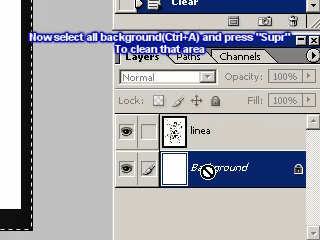 Clear
Now select all background(Ctrl+A) and press "Supr"
To clean that area
Layers Paths Channels
Normal Opacity: 100%
Lock: Fill: 100%
linea
Background